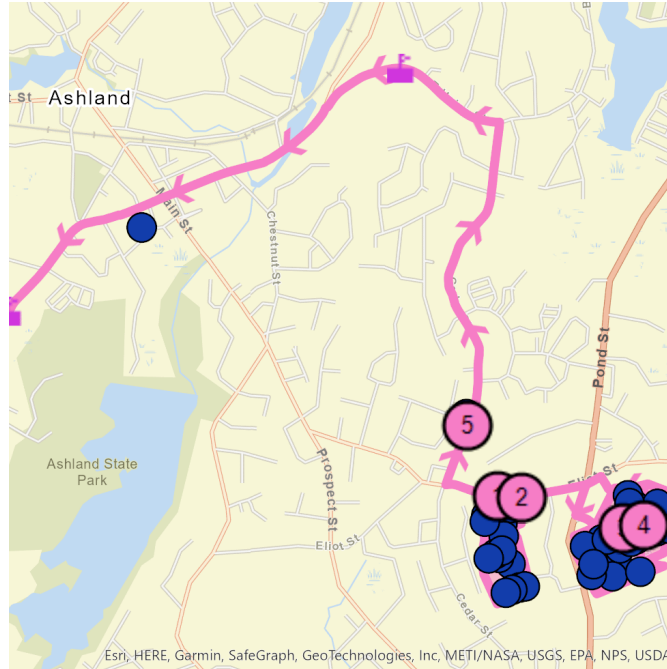 t St
Ashland
Main St
Chestnut St
Pond St
5
Ashland State
Park
Prospect St
Eliot St
2
4
Eliot St
Cedar St
Esri, HERE, Garmin, SafeGraph, GeoTechnologies, Inc, METI/NASA, USGS, EPA, NPS, USDA